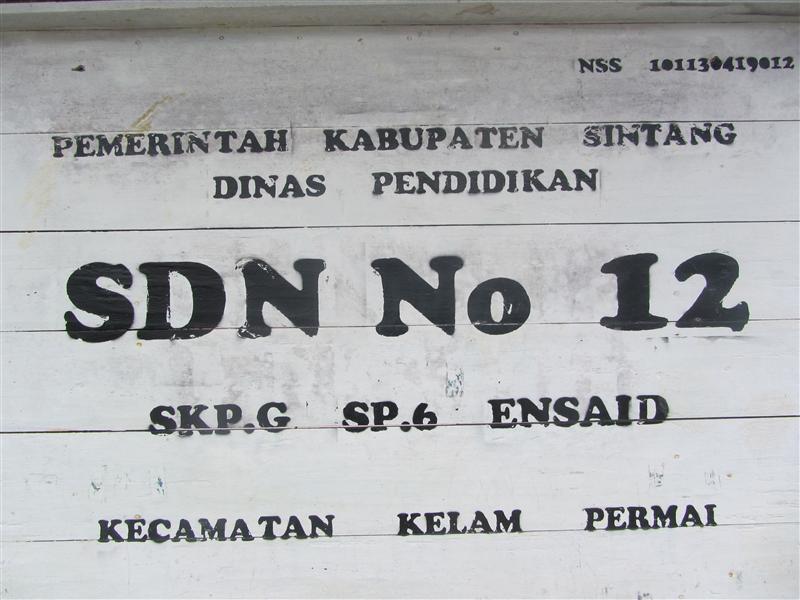 NSS 101130419012
PEMERINTAH KABUPATEN SINTANG
DINAS PENDIDIKAN
SDN No 12
SKP.G SP.6 ENSAID
KECAMATAN KELAM PERMAI